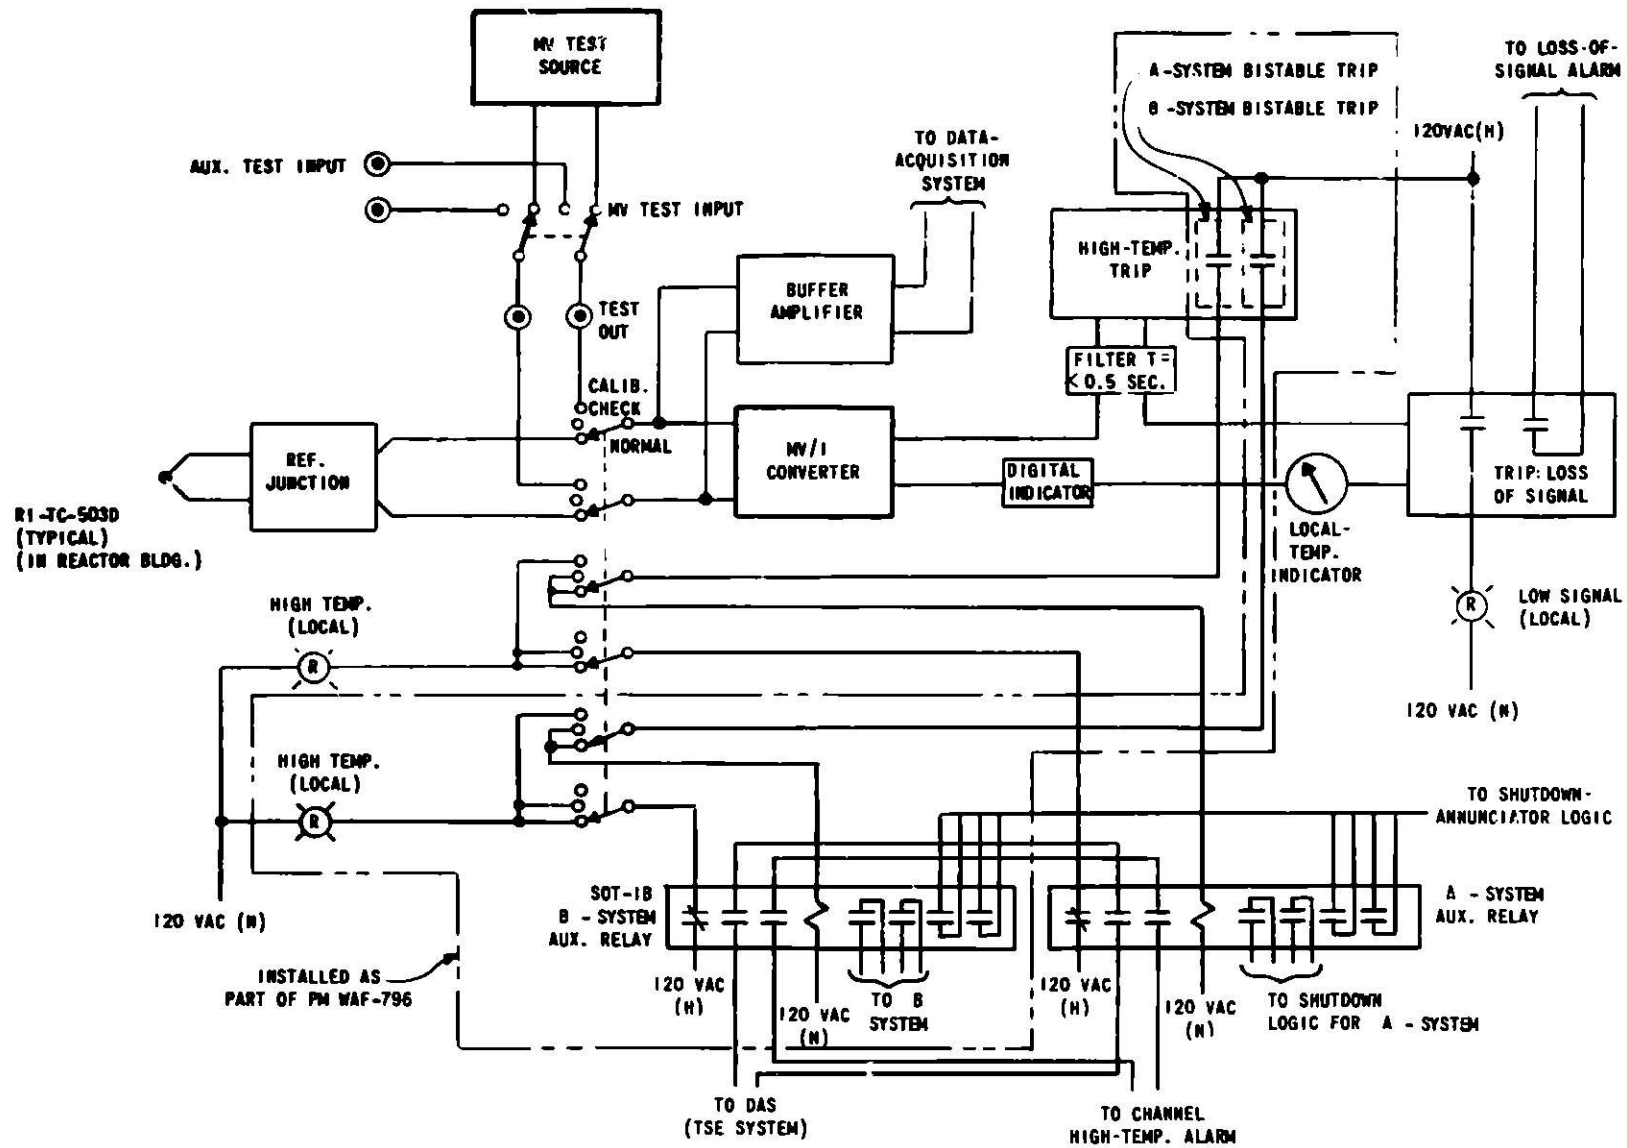 MV TEST
SOURCE
AUX. TEST INPUT
MV TEST INPUT
TEST
OUT
TO DATA-
ACQUISITION
SYSTEM
BUFFER
AMPLIFIER
A-SYSTEM BISTABLE TRIP
B-SYSTEM BISTABLE TRIP
TO LOSS-OF-
SIGNAL ALARM
120VAC(H)
HIGH-TEMP.
TRIP
FILTER T=
<0.5 SEC.
CALIB.
CHECK
NORMAL
REF.
JUNCTION
MV/I
CONVERTER
DIGITAL
INDICATOR
TRIP: LOSS
OF SIGNAL
LOCAL-
TEMP.
INDICATOR
R1-TC-503D
(TYPICAL)
(IN REACTOR BLDG.)
HIGH TEMP.
(LOCAL)
R
R
LOW SIGNAL
(LOCAL)
120 VAC (N)
HIGH TEMP.
(LOCAL)
R
120 VAC (N)
TO SHUTDOWN-
ANNUNCIATOR LOGIC
SOT-1B
B - SYSTEM
AUX. RELAY
A - SYSTEM
AUX. RELAY
INSTALLED AS
PART OF PM WAF-796
120 VAC
(H)
120 VAC
(N)
TO B
SYSTEM
120 VAC
(H)
120 VAC
(N)
TO SHUTDOWN
LOGIC FOR A - SYSTEM
TO DAS
(TSE SYSTEM)
TO CHANNEL
HIGH-TEMP. ALARM